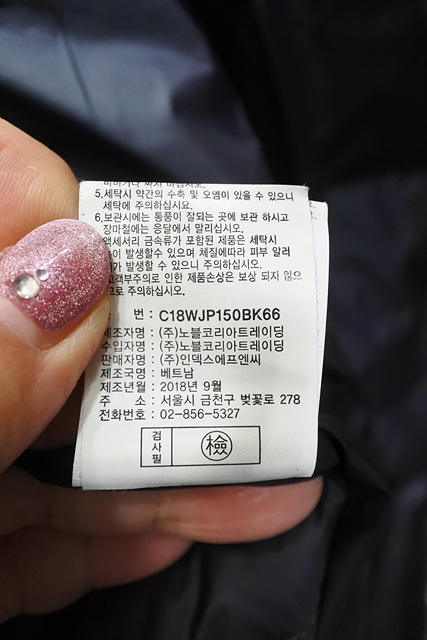 5.세탁시 약간의 수축 및 오염이 있을 수 있으니
세탁에 주의하십시요.
6.보관시에는 통풍이 잘되는 곳에 보관 하시고
장마철에는 응달에서 말리십시오.
액세서리 금속류가 포함된 제품은 세탁시
발생할수 있으며 체질에따라 피부 알러
가 발생할 수 있으니 주의하십시요.
고객부주의로 인한 제품손상은 보상 되지 않으
므로 주의하십시오.
번 : C18WJP150BK66
제조자명 : (주)노블코리아트레이딩
수입자명 : (주)노블코리아트레이딩
판매자명 : (주)인덱스에프엔씨
제조국명 : 베트남
제조년월 : 2018년 9월
주 소 : 서울시 금천구 벚꽃로 278
전화번호 : 02-856-5327
검사필 檢